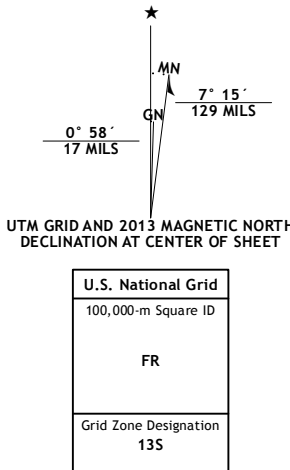 ★
MN
GN
7° 15´
129 MILS
0° 58´
17 MILS
UTM GRID AND 2013 MAGNETIC NORTH
DECLINATION AT CENTER OF SHEET
U.S. National Grid
100,000-m Square ID
FR
Grid Zone Designation
13S